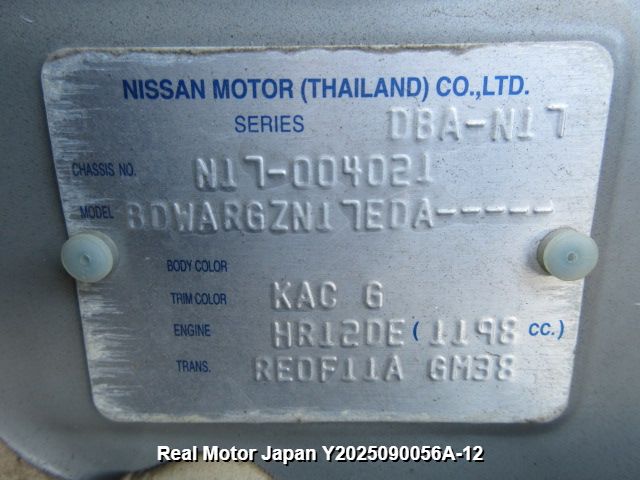 NISSAN MOTOR (THAILAND) CO.,LTD.
SERIES DBA-N17
CHASSIS NO. N17-004021
MODEL BDWARGZN17EDA-----
BODY COLOR
TRIM COLOR KAC G
ENGINE HR12DE (1198 CC.)
TRANS. RE0F11A GM38
Real Motor Japan Y2025090056A-12